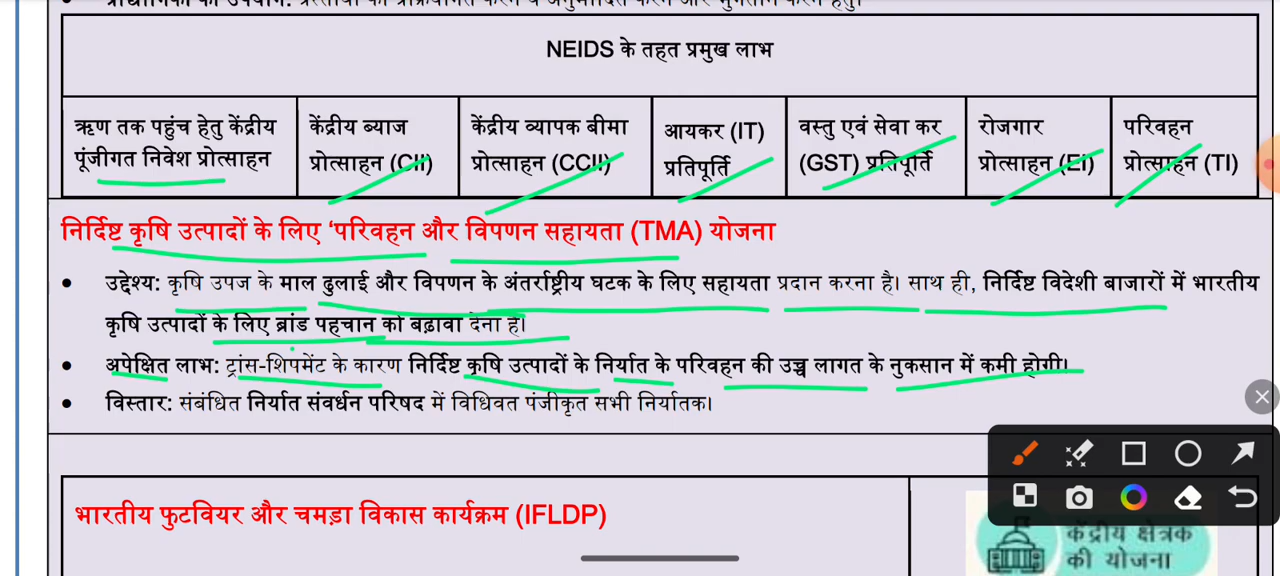 NEIDS के तहत प्रमुख लाभ
ऋण तक पहुंच हेतु केंद्रीय
पूंजीगत निवेश प्रोत्साहन
केंद्रीय ब्याज
प्रोत्साहन (CII)
केंद्रीय व्यापक बीमा
प्रोत्साहन (CCII)
आयकर (IT)
प्रतिपूर्ति
वस्तु एवं सेवा कर
(GST) प्रतिपूर्ति
रोजगार
प्रोत्साहन (EI)
परिवहन
प्रोत्साहन (TI)
निर्दिष्ट कृषि उत्पादों के लिए ‘परिवहन और विपणन सहायता (TMA) योजना
• उद्देश्य: कृषि उपज के माल ढुलाई और विपणन के अंतर्राष्ट्रीय घटक के लिए सहायता प्रदान करना है। साथ ही, निर्दिष्ट विदेशी बाजारों में भारतीय
कृषि उत्पादों के लिए ब्रांड पहचान को बढ़ावा देना है।
• अपेक्षित लाभ: ट्रांस-शिपमेंट के कारण निर्दिष्ट कृषि उत्पादों के निर्यात के परिवहन की उच्च लागत के नुकसान में कमी होगी।
• विस्तार: संबंधित निर्यात संवर्धन परिषद में विधिवत पंजीकृत सभी निर्यातक।
भारतीय फुटवियर और चमड़ा विकास कार्यक्रम (IFLDP)
केंद्रीय क्षेत्रक
की योजना